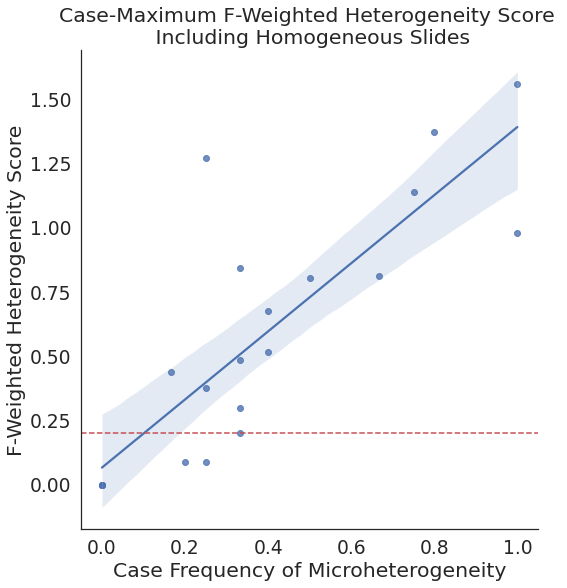 Case-Maximum F-Weighted Heterogeneity Score
Including Homogeneous Slides
F-Weighted Heterogeneity Score
1.50
1.25
1.00
0.75
0.50
0.25
0.00
0.0 0.2 0.4 0.6 0.8 1.0
Case Frequency of Microheterogeneity